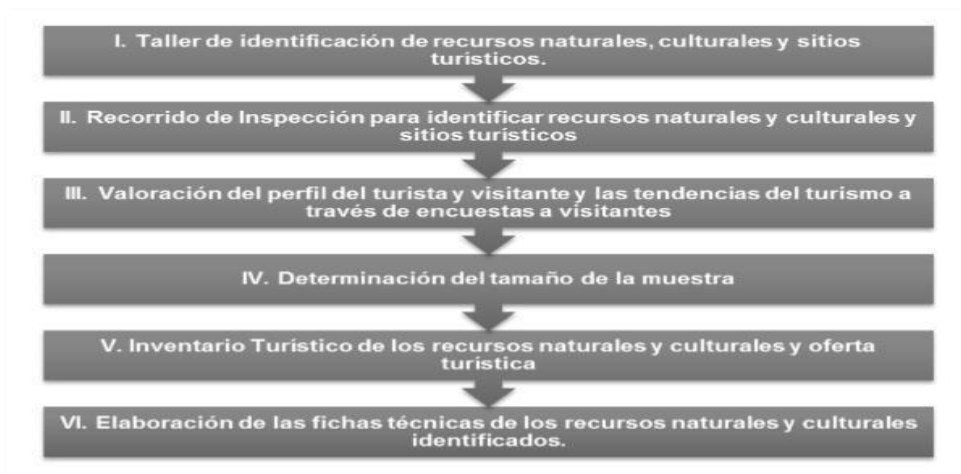 I. Taller de identificación de recursos naturales, culturales y sitios
turísticos.
II. Recorrido de Inspección para identificar recursos naturales y culturales y
sitios turísticos
III. Valoración del perfil del turista y visitante y las tendencias del turismo a
través de encuestas a visitantes
IV. Determinación del tamaño de la muestra
V. Inventario Turístico de los recursos naturales y culturales y oferta
turística
VI. Elaboración de las fichas técnicas de los recursos naturales y culturales
identificados.